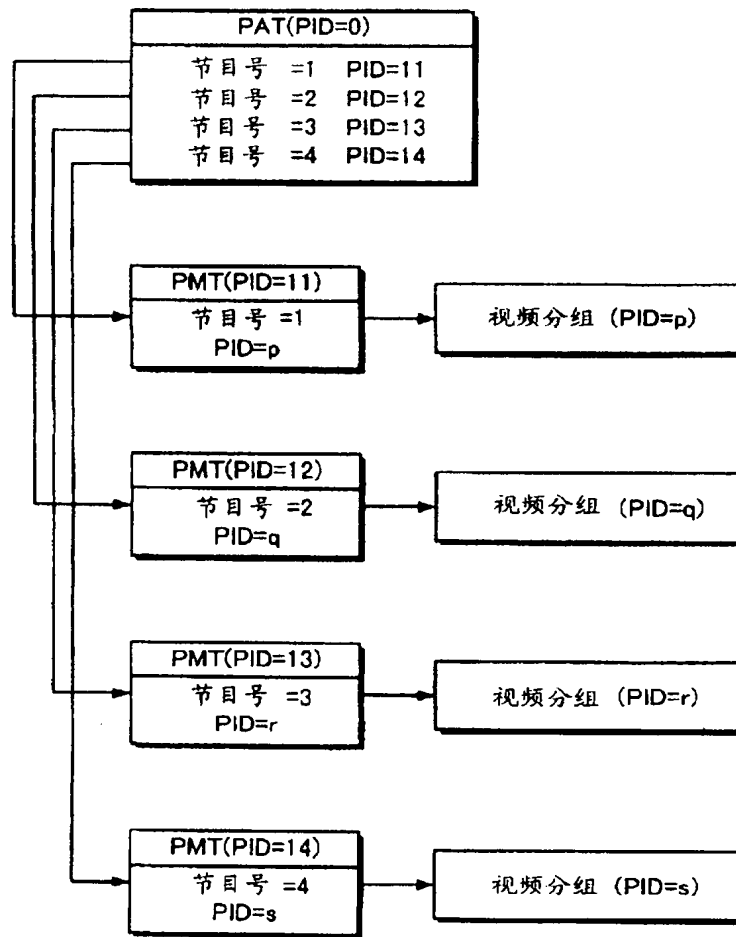 PAT(PID=0)
节目号 =1 PID=11
节目号 =2 PID=12
节目号 =3 PID=13
节目号 =4 PID=14
PMT(PID=11)
节目号 =1
PID=p
视频分组 (PID=p)
PMT(PID=12)
节目号 =2
PID=q
视频分组 (PID=q)
PMT(PID=13)
节目号 =3
PID=r
视频分组 (PID=r)
PMT(PID=14)
节目号 =4
PID=s
视频分组 (PID=s)